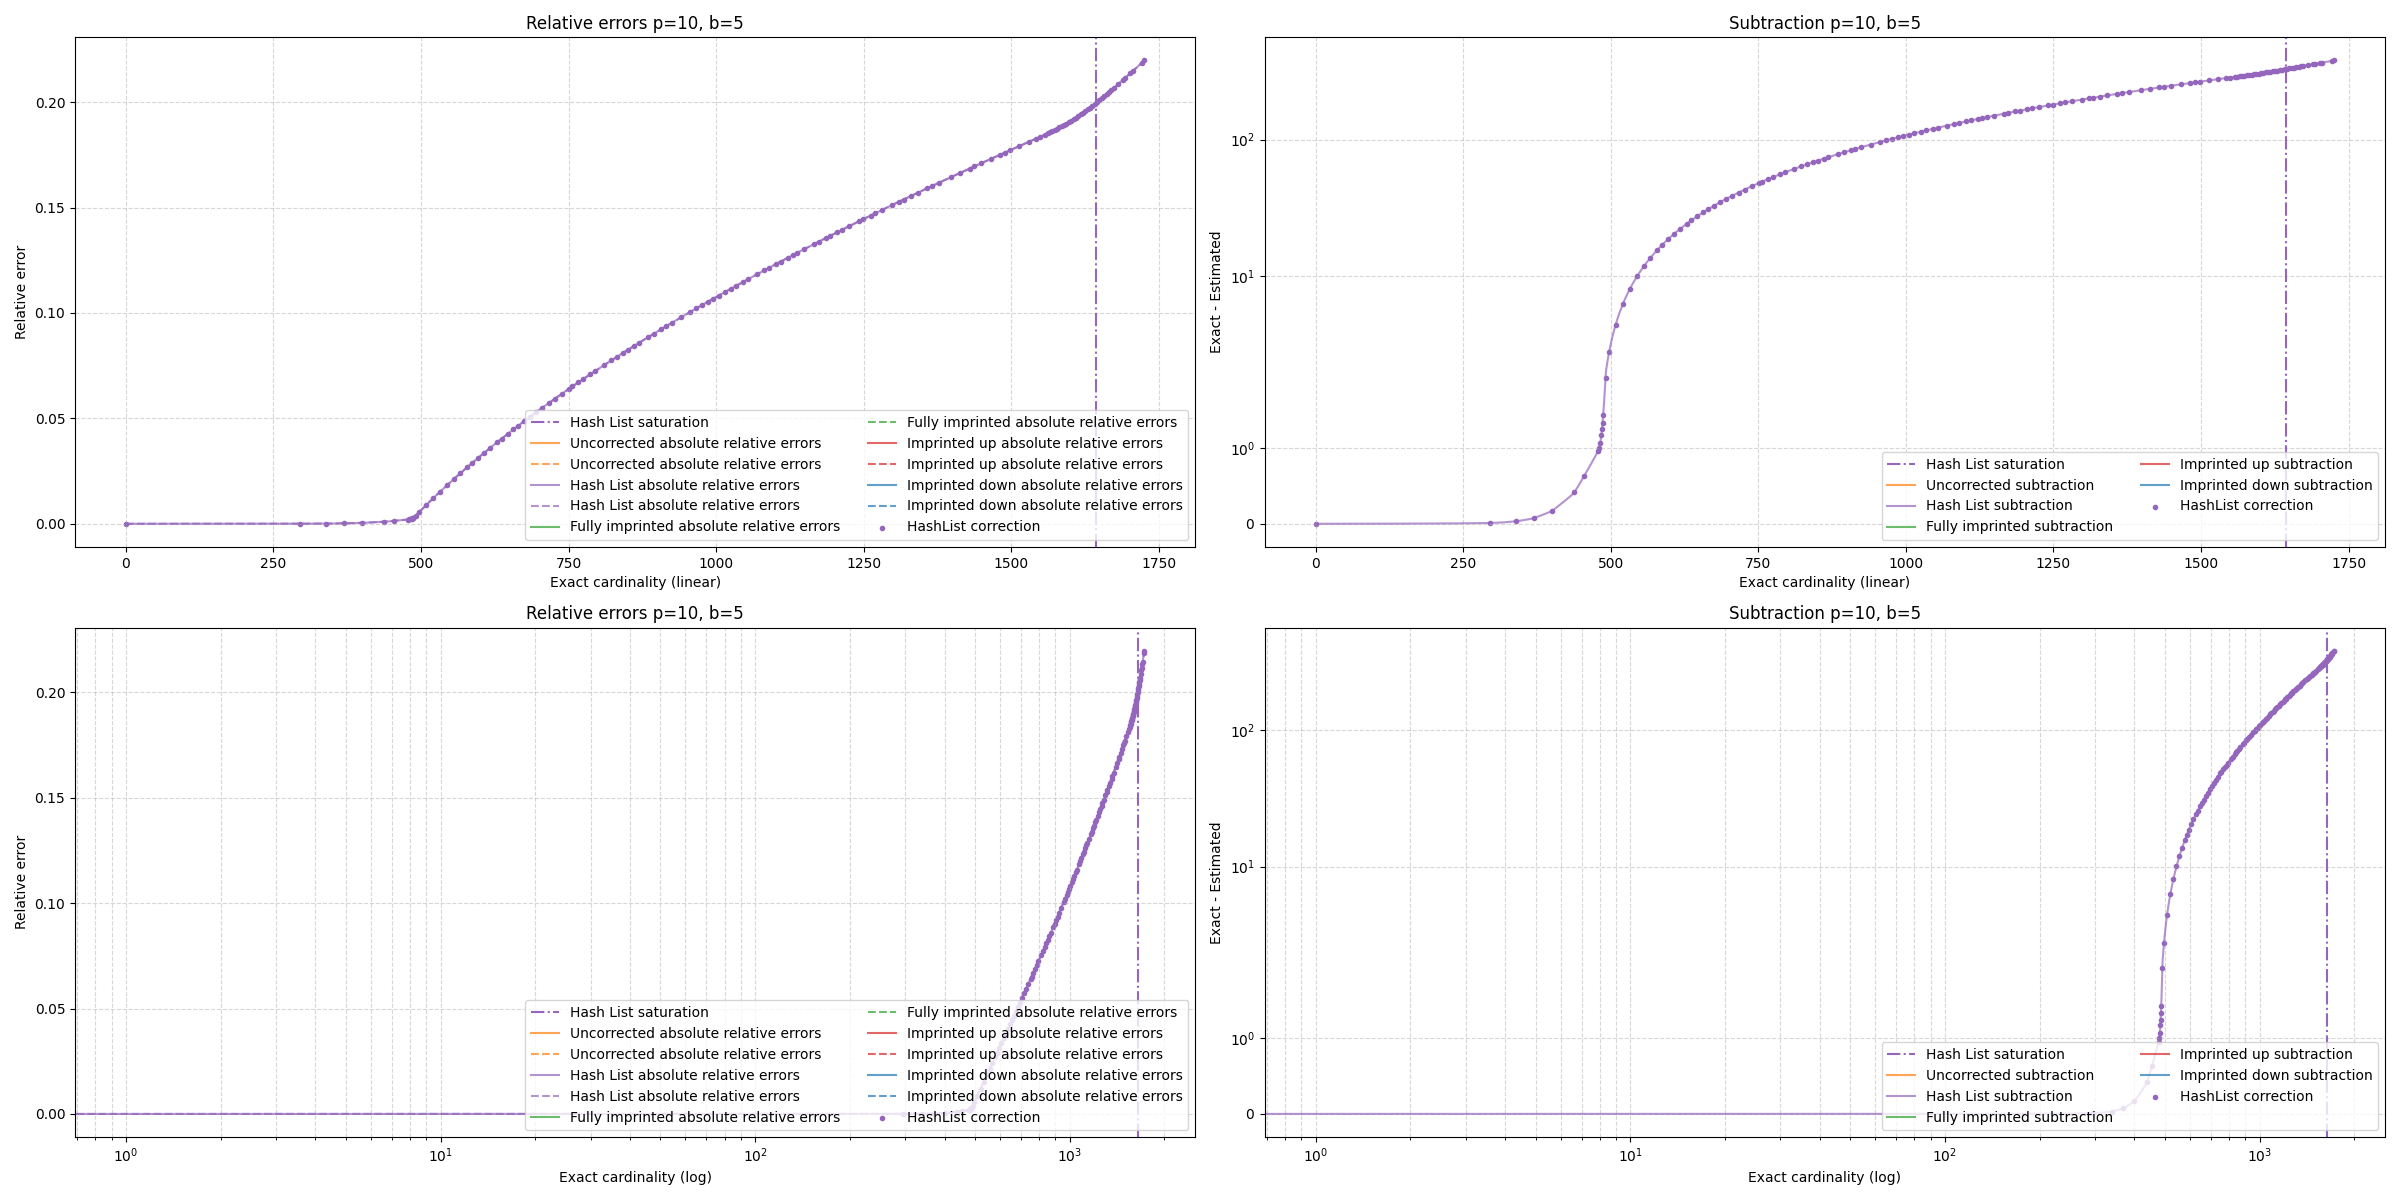 Relative errors p=10, b=5
Relative error
0.20
0.15
0.10
0.05
0.00
Hash List saturation
Uncorrected absolute relative errors
Uncorrected absolute relative errors
Hash List absolute relative errors
Hash List absolute relative errors
Fully imprinted absolute relative errors
Fully imprinted absolute relative errors
Imprinted up absolute relative errors
Imprinted up absolute relative errors
Imprinted down absolute relative errors
Imprinted down absolute relative errors
HashList correction
0 250 500 750 1000 1250 1500 1750
Exact cardinality (linear)
Subtraction p=10, b=5
Exact - Estimated
10²
10¹
10⁰
0
Hash List saturation
Uncorrected subtraction
Hash List subtraction
Fully imprinted subtraction
Imprinted up subtraction
Imprinted down subtraction
HashList correction
0 250 500 750 1000 1250 1500 1750
Exact cardinality (linear)
Relative errors p=10, b=5
Relative error
0.20
0.15
0.10
0.05
0.00
Hash List saturation
Uncorrected absolute relative errors
Uncorrected absolute relative errors
Hash List absolute relative errors
Hash List absolute relative errors
Fully imprinted absolute relative errors
Fully imprinted absolute relative errors
Imprinted up absolute relative errors
Imprinted up absolute relative errors
Imprinted down absolute relative errors
Imprinted down absolute relative errors
HashList correction
10⁰ 10¹ 10² 10³
Exact cardinality (log)
Subtraction p=10, b=5
Exact - Estimated
10²
10¹
10⁰
0
Hash List saturation
Uncorrected subtraction
Hash List subtraction
Fully imprinted subtraction
Imprinted up subtraction
Imprinted down subtraction
HashList correction
10⁰ 10¹ 10² 10³
Exact cardinality (log)